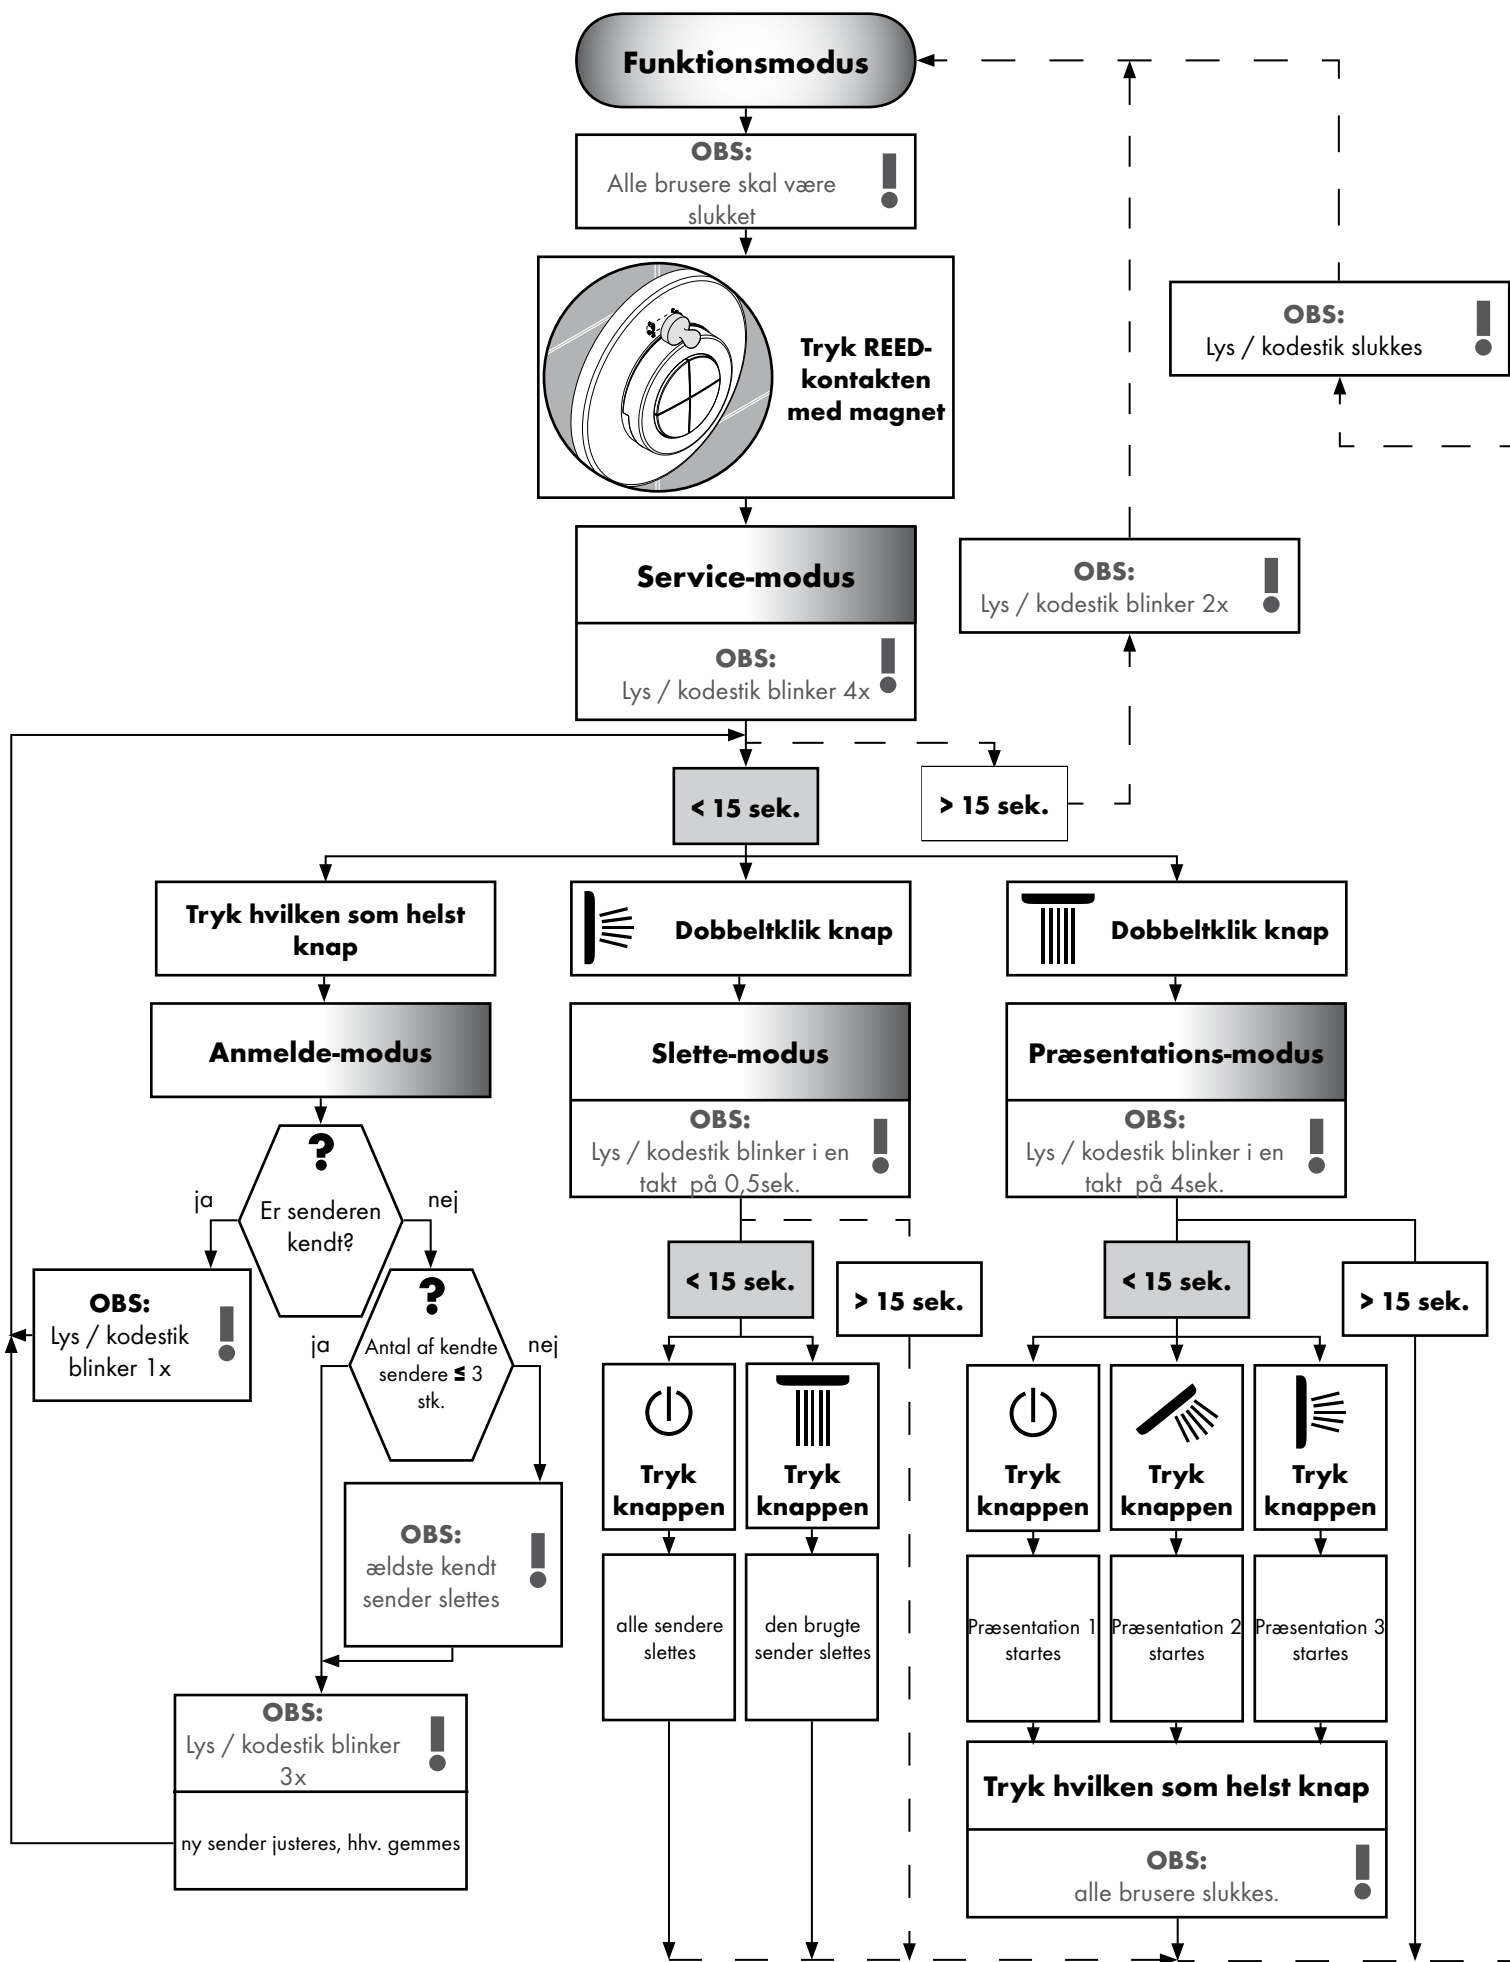 Funktionsmodus
OBS:
Alle brusere skal være
slukket
Tryk REED-
kontakten
med magnet
OBS:
Lys / kodestik slukkes
Service-modus
OBS:
Lys / kodestik blinker 4x
OBS:
Lys / kodestik blinker 2x
< 15 sek.
> 15 sek.
Tryk hvilken som helst
knap
Dobbeltklik knap
Dobbeltklik knap
Anmelde-modus
Slette-modus
OBS:
Lys / kodestik blinker i en
takt på 0,5sek.
Præsentations-modus
OBS:
Lys / kodestik blinker i en
takt på 4sek.
?
Er senderen
kendt?
ja
nej
OBS:
Lys / kodestik
blinker 1x
?
Antal af kendte
sendere ≤ 3
stk.
ja
nej
OBS:
ældste kendt
sender slettes
OBS:
Lys / kodestik blinker
3x
ny sender justeres, hhv. gemmes
< 15 sek.
> 15 sek.
Tryk
knappen
Tryk
knappen
alle sendere
slettes
den brugte
sender slettes
< 15 sek.
> 15 sek.
Tryk
knappen
Tryk
knappen
Tryk
knappen
Præsentation 1
startes
Præsentation 2
startes
Præsentation 3
startes
Tryk hvilken som helst knap
OBS:
alle brusere slukkes.